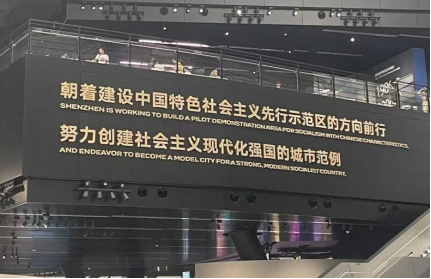 朝着建设中国特色社会主义先行示范区的方向前行
SHENZHEN IS WORKING TO BUILD A PILOT DEMONSTRATION AREA FOR SOCIALISM WITH CHINESE CHARACTERISTICS,
努力创建社会主义现代化强国的城市范例
AND ENDEAVOR TO BECOME A MODEL CITY FOR A STRONG, MODERN SOCIALIST COUNTRY.